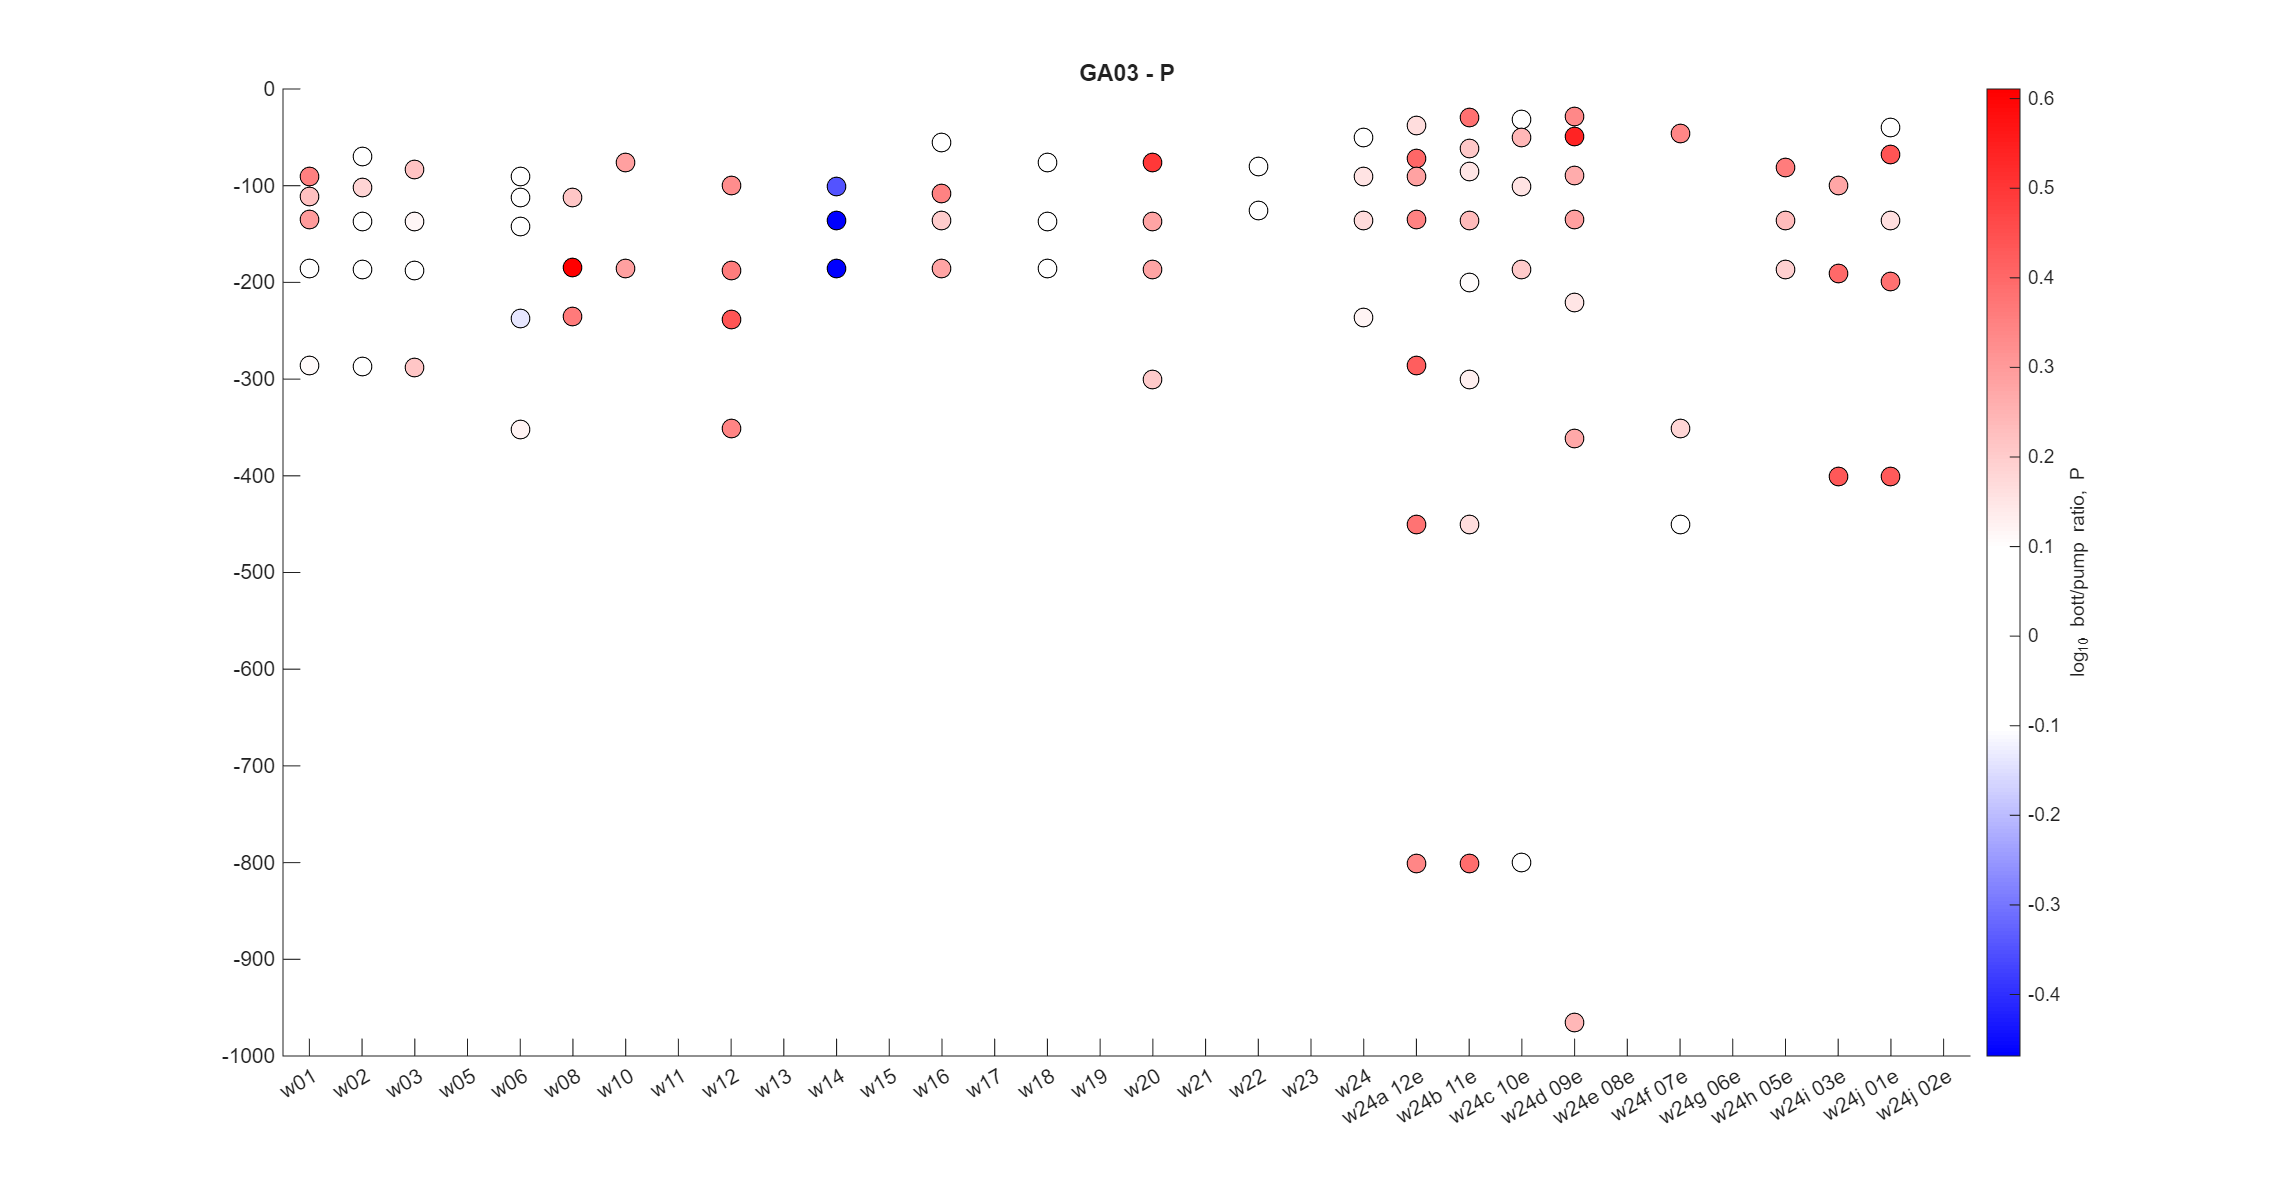 GA03 - P
0
-100
-200
-300
-400
-500
-600
-700
-800
-900
-1000
w01
w02
w03
w05
w06
w08
w10
w11
w12
w13
w14
w15
w16
w17
w18
w19
w20
w21
w22
w23
w24
w24a 12e
w24b 11e
w24c 10e
w24d 09e
w24e 08e
w24f 07e
w24g 06e
w24h 05e
w24i 03e
w24j 01e
w24j 02e
0.6
0.5
0.4
0.3
0.2
0.1
0
-0.1
-0.2
-0.3
-0.4
log₁₀ bott/pump ratio, P